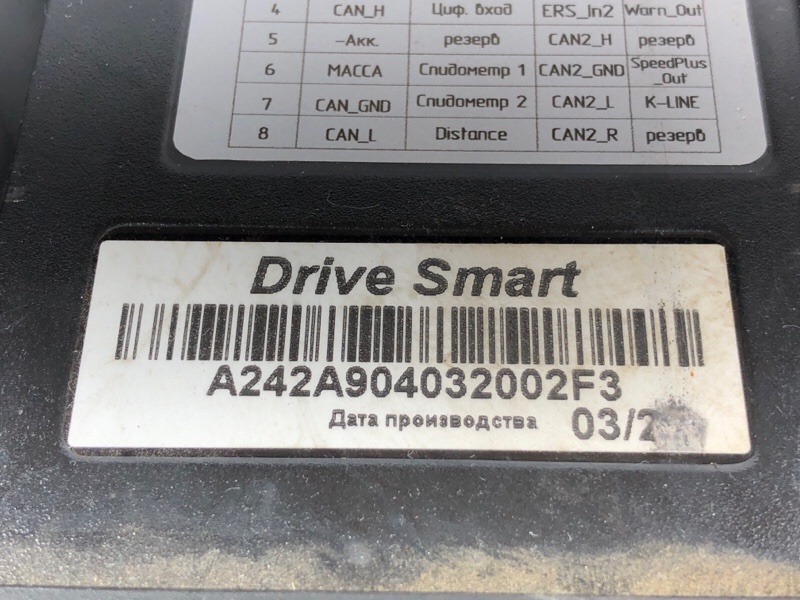 4 CAN_H Циф. вход ERS_In2 Warn_Out
5 -Акк. резерв CAN2_H резерв
6 МАССА Спидометр 1 CAN2_GND SpeedPlus_Out
7 CAN_GND Спидометр 2 CAN2_L K-LINE
8 CAN_L Distance CAN2_R резерв
Drive Smart
A242A904032002F3
Дата производства 03/2